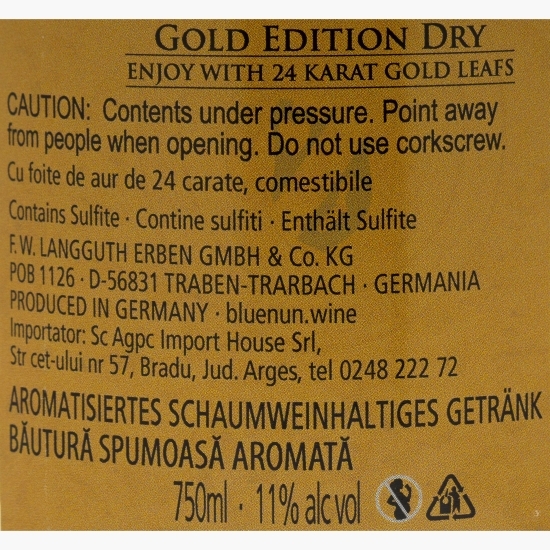 GOLD EDITION DRY
ENJOY WITH 24 KARAT GOLD LEAFS
CAUTION: Contents under pressure. Point away
from people when opening. Do not use corkscrew.
Cu foite de aur de 24 carate, comestibile
Contains Sulfite · Contine sulfiti · Enthält Sulfite
F.W. LANGGUTH ERBEN GMBH & Co. KG
POB 1126 · D-56831 TRABEN-TRARBACH · GERMANIA
PRODUCED IN GERMANY · bluenun.wine
Importator: Sc Agpc Import House Srl,
Str cet-ului nr 57, Bradu, Jud. Arges, tel 0248 222 72
AROMATISIERTES SCHAUMWEINHALTIGES GETRÄNK
BĂUTURĂ SPUMOASĂ AROMATĂ
750ml · 11% alc vol